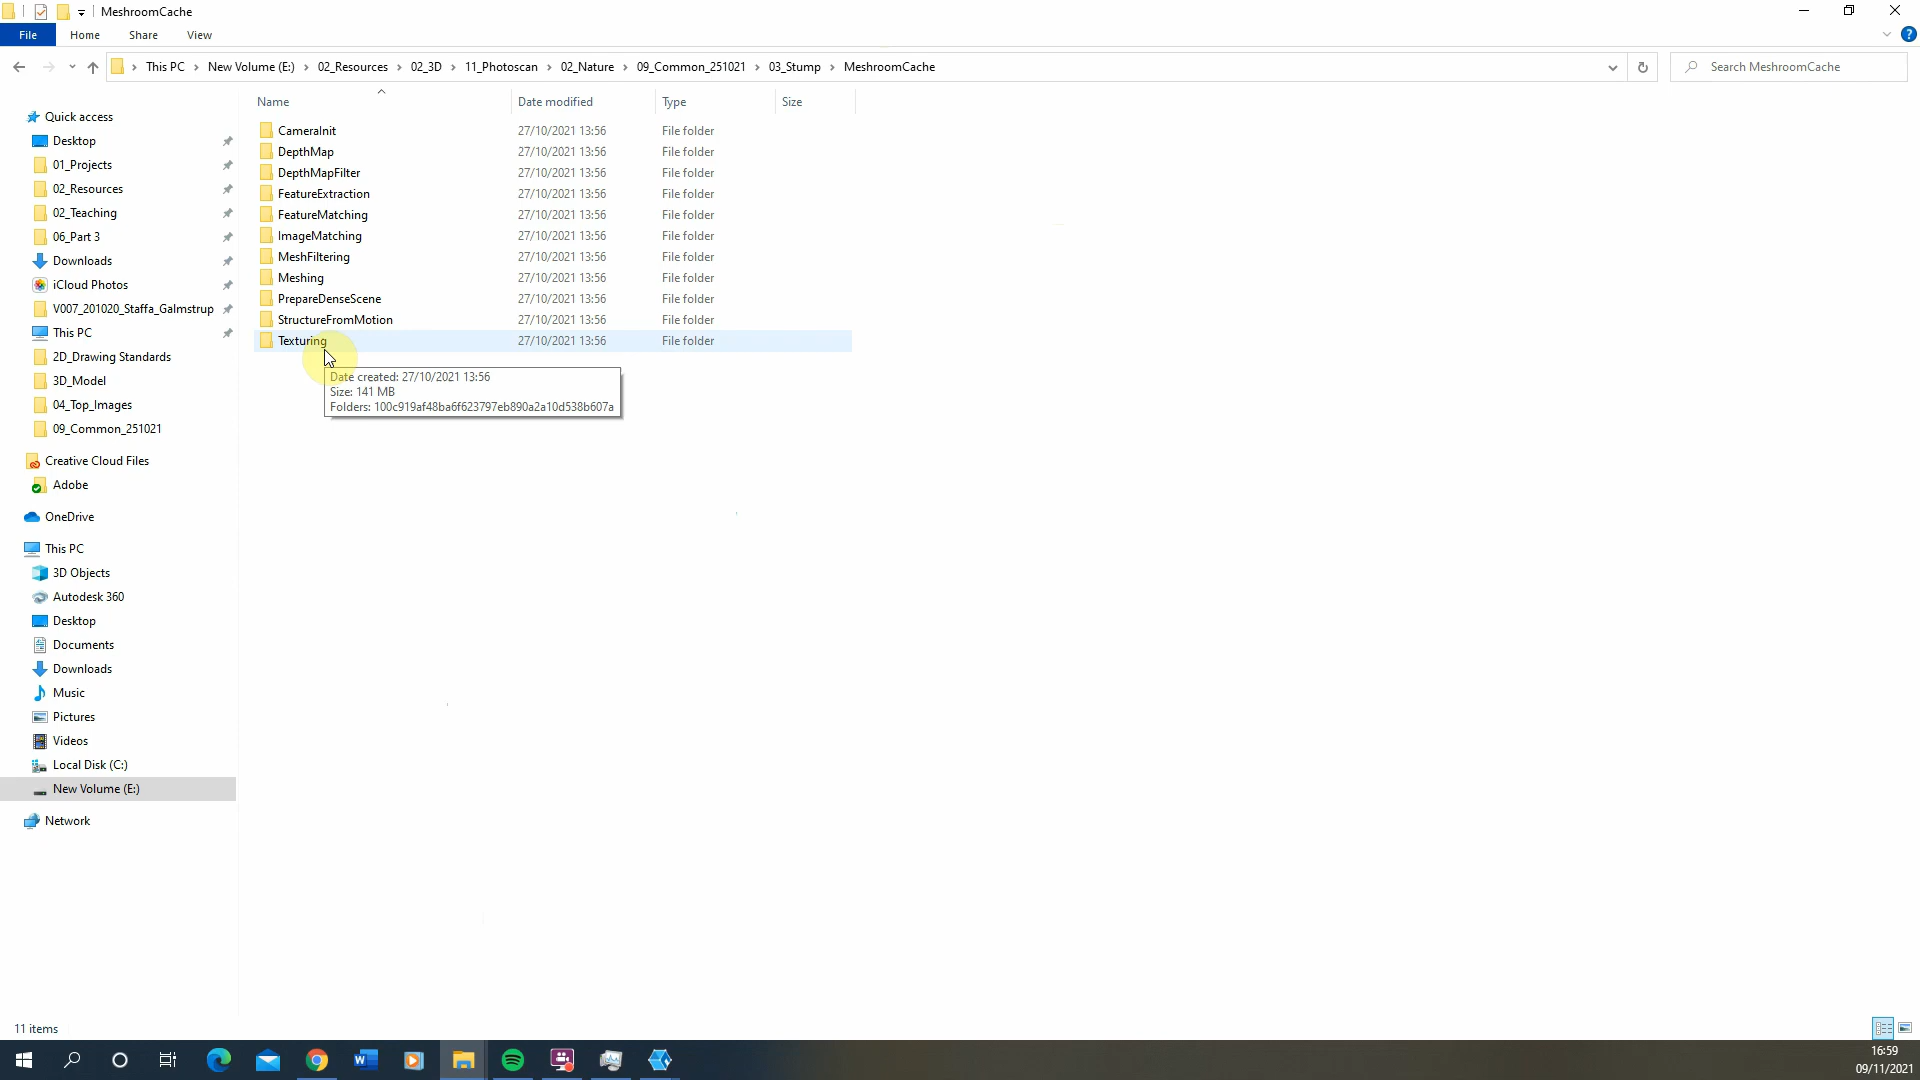 MeshroomCache
File Home Share View
This PC New Volume (E:) 02_Resources 02_3D 11_Photoscan 02_Nature 09_Common_251021 03_Stump MeshroomCache
Search MeshroomCache
Name Date modified Type Size
CameraInit 27/10/2021 13:56 File folder
DepthMap 27/10/2021 13:56 File folder
DepthMapFilter 27/10/2021 13:56 File folder
FeatureExtraction 27/10/2021 13:56 File folder
FeatureMatching 27/10/2021 13:56 File folder
ImageMatching 27/10/2021 13:56 File folder
MeshFiltering 27/10/2021 13:56 File folder
Meshing 27/10/2021 13:56 File folder
PrepareDenseScene 27/10/2021 13:56 File folder
StructureFromMotion 27/10/2021 13:56 File folder
Texturing 27/10/2021 13:56 File folder
Date created: 27/10/2021 13:56
Size: 141 MB
Folders: 100c919af48ba6f623797eb890a2a10d538b607a
Quick access
Desktop
01_Projects
02_Resources
02_Teaching
06_Part 3
Downloads
iCloud Photos
V007_201020_Staffa_Galmstrup
This PC
2D_Drawing Standards
3D_Model
04_Top_Images
09_Common_251021
Creative Cloud Files
Adobe
OneDrive
This PC
3D Objects
Autodesk 360
Desktop
Documents
Downloads
Music
Pictures
Videos
Local Disk (C:)
New Volume (E:)
Network
11 items
16:59
09/11/2021